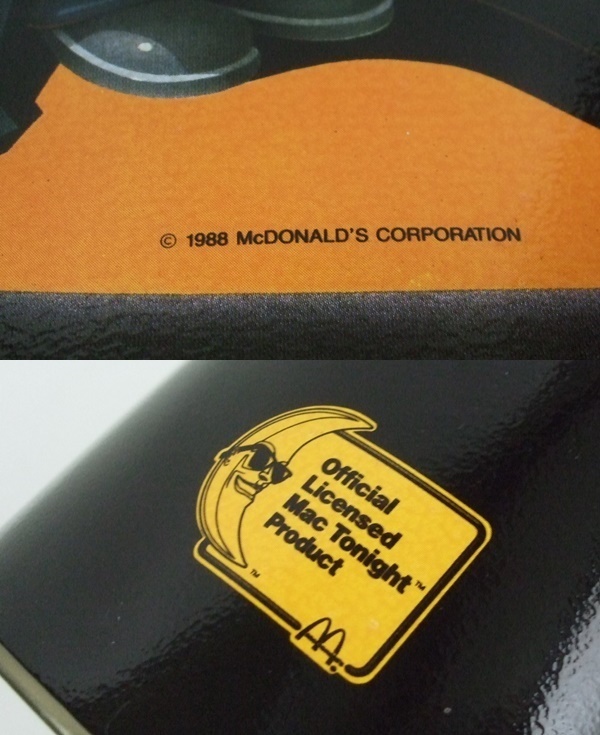 © 1988 McDONALD'S CORPORATION
Official
Licensed
Mac Tonight™
Product
™